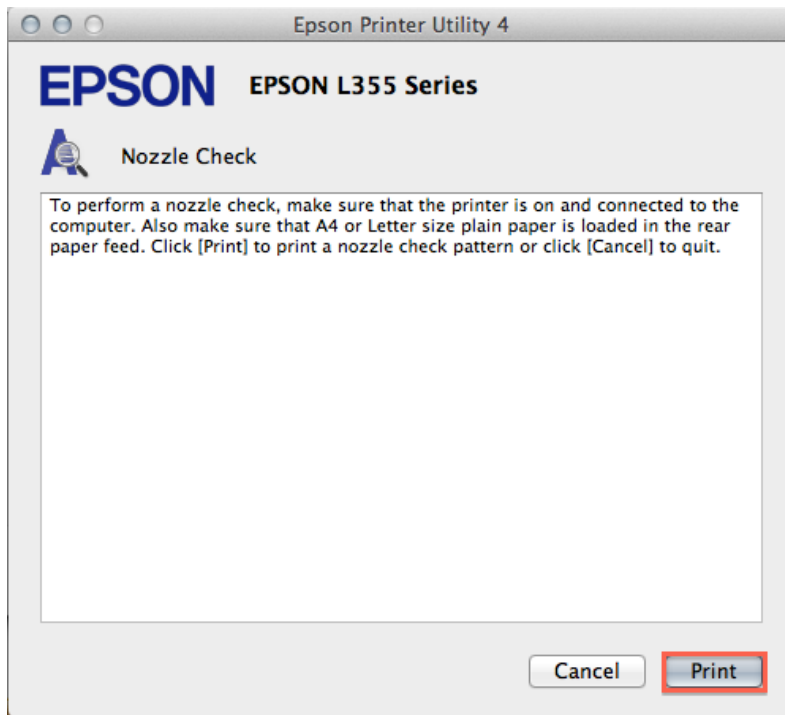 Epson Printer Utility 4
EPSON EPSON L355 Series
Nozzle Check
To perform a nozzle check, make sure that the printer is on and connected to the
computer. Also make sure that A4 or Letter size plain paper is loaded in the rear
paper feed. Click [Print] to print a nozzle check pattern or click [Cancel] to quit.
Cancel Print